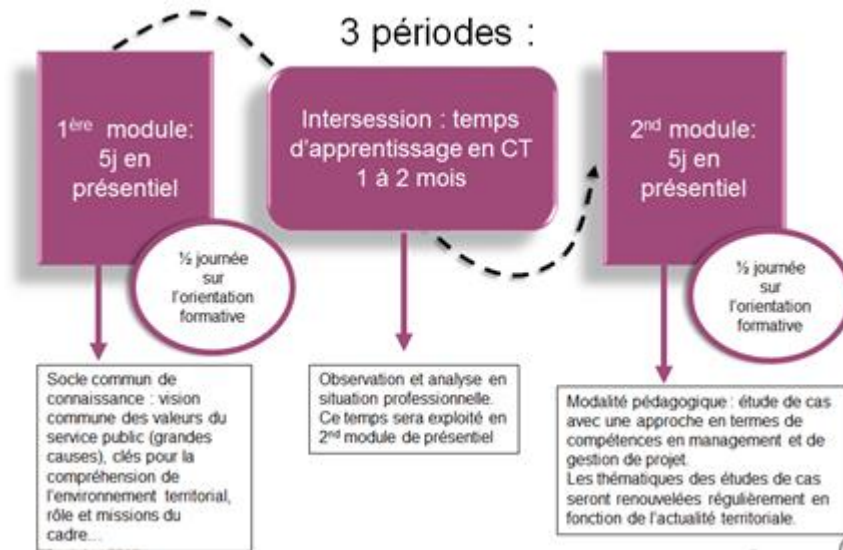 3 périodes :
1ère module:
5j en
présentiel
½ journée
sur
l'orientation
formative
Socle commun de
connaissance : vision
commune des valeurs du
service public (grandes
causes), clés pour la
compréhension de
l'environnement territorial,
rôle et missions du
cadre...
Intersession : temps
d'apprentissage en CT
1 à 2 mois
Observation et analyse en
situation professionnelle.
Ce temps sera exploité en
2nd module de présentiel
2nd module:
5j en
présentiel
½ journée
sur
l'orientation
formative
Modalité pédagogique : étude de cas
avec une approche en termes de
compétences en management et de
gestion de projet.
Les thématiques des études de cas
seront renouvelées régulièrement en
fonction de l'actualité territoriale.